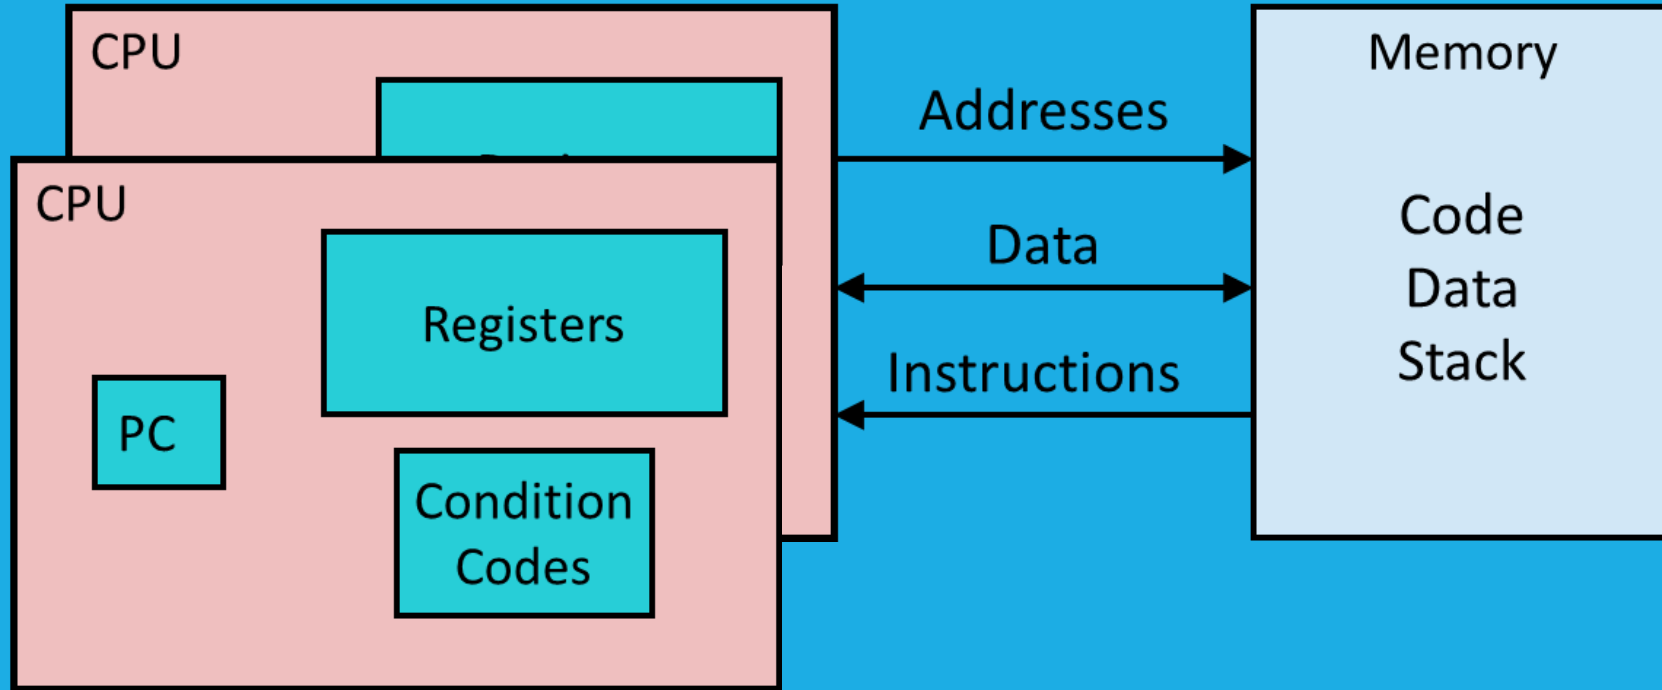 CPU
CPU
Registers
PC
Condition
Codes
Addresses
Data
Instructions
Memory
Code
Data
Stack